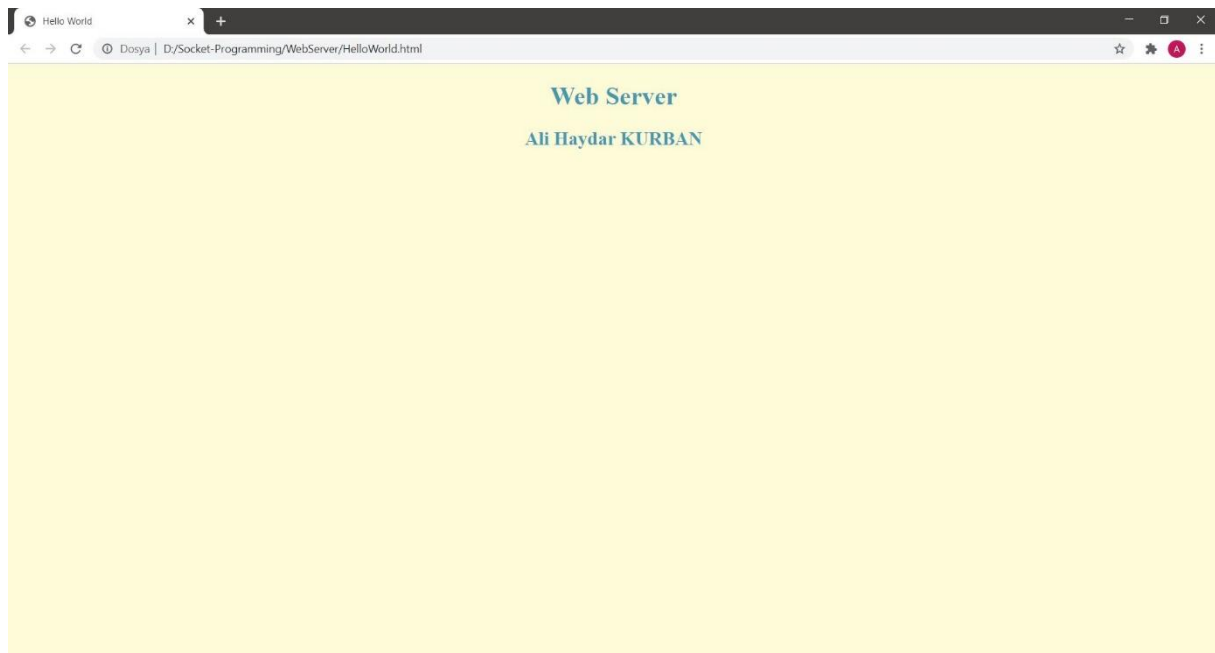 Hello World
Dosya | D:/Socket-Programming/WebServer/HelloWorld.html
A
Web Server
Ali Haydar KURBAN